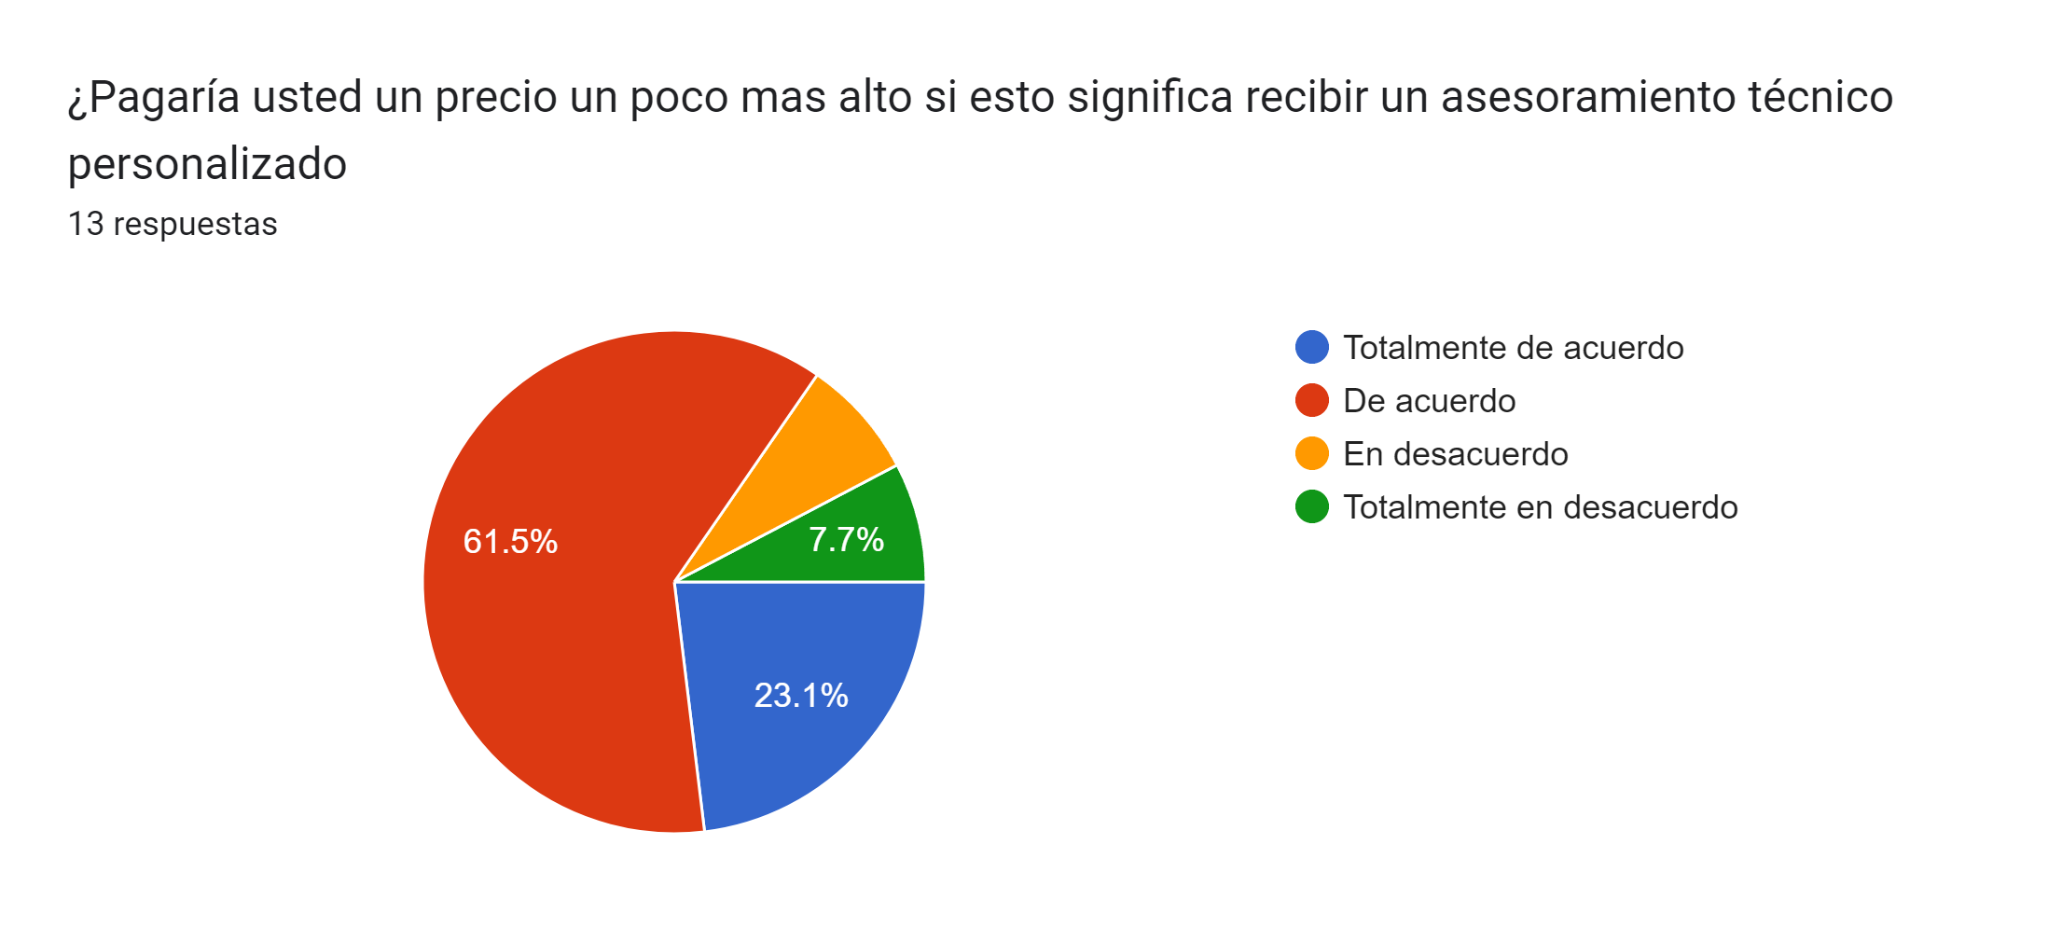 ¿Pagaría usted un precio un poco mas alto si esto significa recibir un asesoramiento técnico
personalizado
13 respuestas
Totalmente de acuerdo
De acuerdo
En desacuerdo
Totalmente en desacuerdo
61.5%
7.7%
23.1%